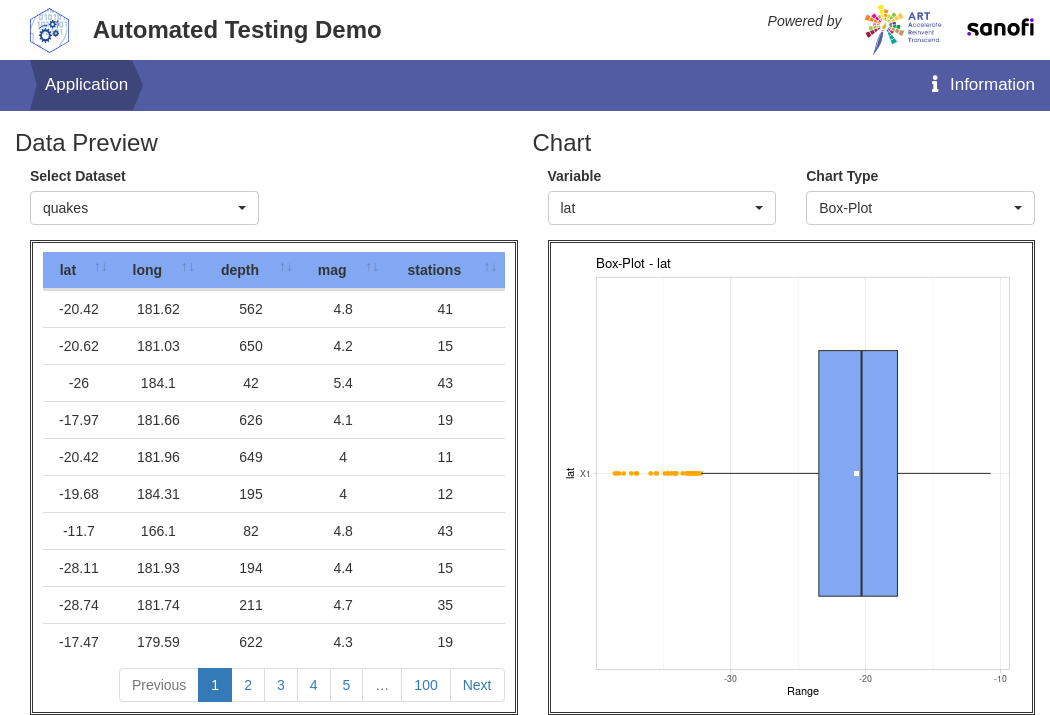 Automated Testing Demo
Powered by
ART
Accelerate
Reinvent
Transcend
sanofi
Application
Information
Data Preview
Select Dataset
quakes
lat long depth mag stations
-20.42 181.62 562 4.8 41
-20.62 181.03 650 4.2 15
-26 184.1 42 5.4 43
-17.97 181.66 626 4.1 19
-20.42 181.96 649 4 11
-19.68 184.31 195 4 12
-11.7 166.1 82 4.8 43
-28.11 181.93 194 4.4 15
-28.74 181.74 211 4.7 35
-17.47 179.59 622 4.3 19
Previous 1 2 3 4 5 … 100 Next
Chart
Variable Chart Type
lat Box-Plot
Box-Plot - lat
lat
X1
-30 -20 -10
Range